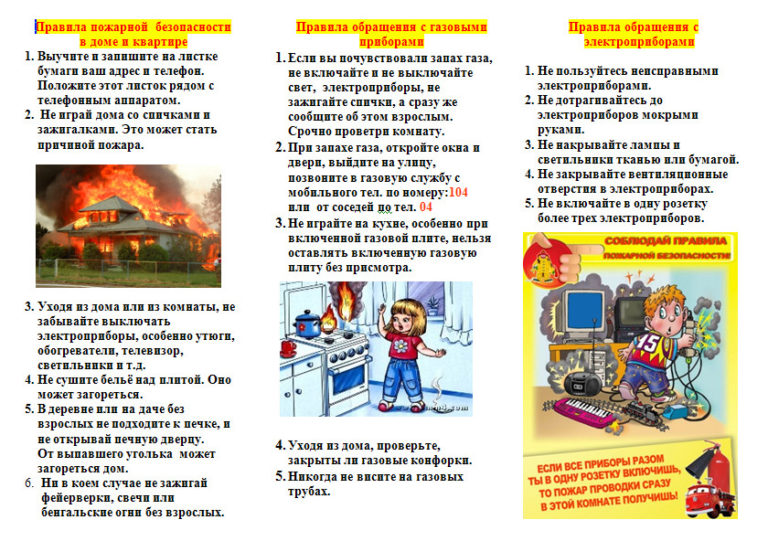 Правила пожарной безопасности
в доме и квартире
1. Выучите и запишите на листке
бумаги ваш адрес и телефон.
Положите этот листок рядом с
телефонным аппаратом.
2. Не играй дома со спичками и
зажигалками. Это может стать
причиной пожара.
3. Уходя из дома или из комнаты, не
забывайте выключать
электроприборы, особенно утюги,
обогреватели, телевизор,
светильники и т.д.
4. Не сушите бельё над плитой. Оно
может загореться.
5. В деревне или на даче без
взрослых не подходите к печке, и
не открывай печную дверцу.
От выпавшего уголька может
загореться дом.
6. Ни в коем случае не зажигай
фейерверки, свечи или
бенгальские огни без взрослых.
Правила обращения с газовыми
приборами
1. Если вы почувствовали запах газа,
не включайте и не выключайте
свет, электроприборы, не
зажигайте спички, а сразу же
сообщите об этом взрослым.
Срочно проветри комнату.
2. При запахе газа, откройте окна и
двери, выйдите на улицу,
позвоните в газовую службу с
мобильного тел. по номеру:104
или от соседей по тел. 04
3. Не играйте на кухне, особенно при
включенной газовой плите, нельзя
оставлять включенную газовую
плиту без присмотра.
4. Уходя из дома, проверьте,
закрыты ли газовые конфорки.
5. Никогда не висите на газовых
трубах.
Правила обращения с
электроприборами
1. Не пользуйтесь неисправными
электроприборами.
2. Не дотрагивайтесь до
электроприборов мокрыми
руками.
3. Не накрывайте лампы и
светильники тканью или бумагой.
4. Не закрывайте вентиляционные
отверстия в электроприборах.
5. Не включайте в одну розетку
более трех электроприборов.
СОБЛЮДАЙ ПРАВИЛА
ПОЖАРНОЙ БЕЗОПАСНОСТИ!
15
ЕСЛИ ВСЕ ПРИБОРЫ РАЗОМ
ТЫ В ОДНУ РОЗЕТКУ ВКЛЮЧИШЬ,
ТО ПОЖАР ПРОВОДКИ СРАЗУ
В ЭТОЙ КОМНАТЕ ПОЛУЧИШЬ!